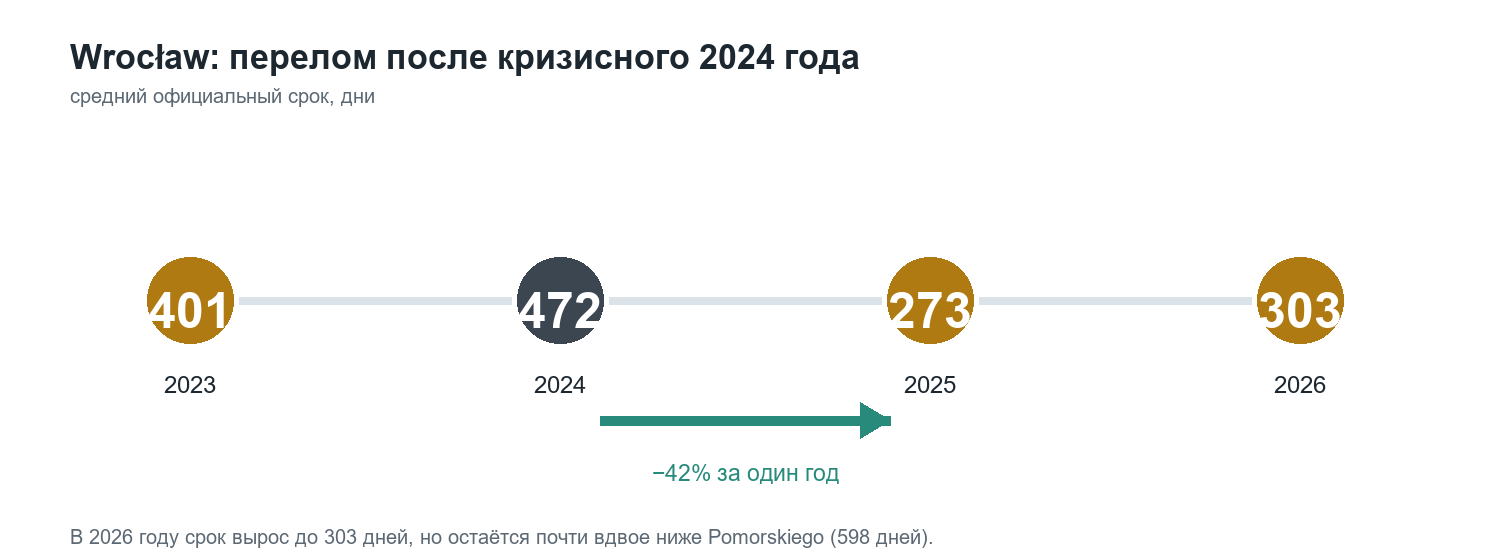 Wrocław: перелом после кризисного 2024 года
средний официальный срок, дни
401 472 273 303
2023 2024 2025 2026
−42% за один год
В 2026 году срок вырос до 303 дней, но остаётся почти вдвое ниже Pomorskiego (598 дней).